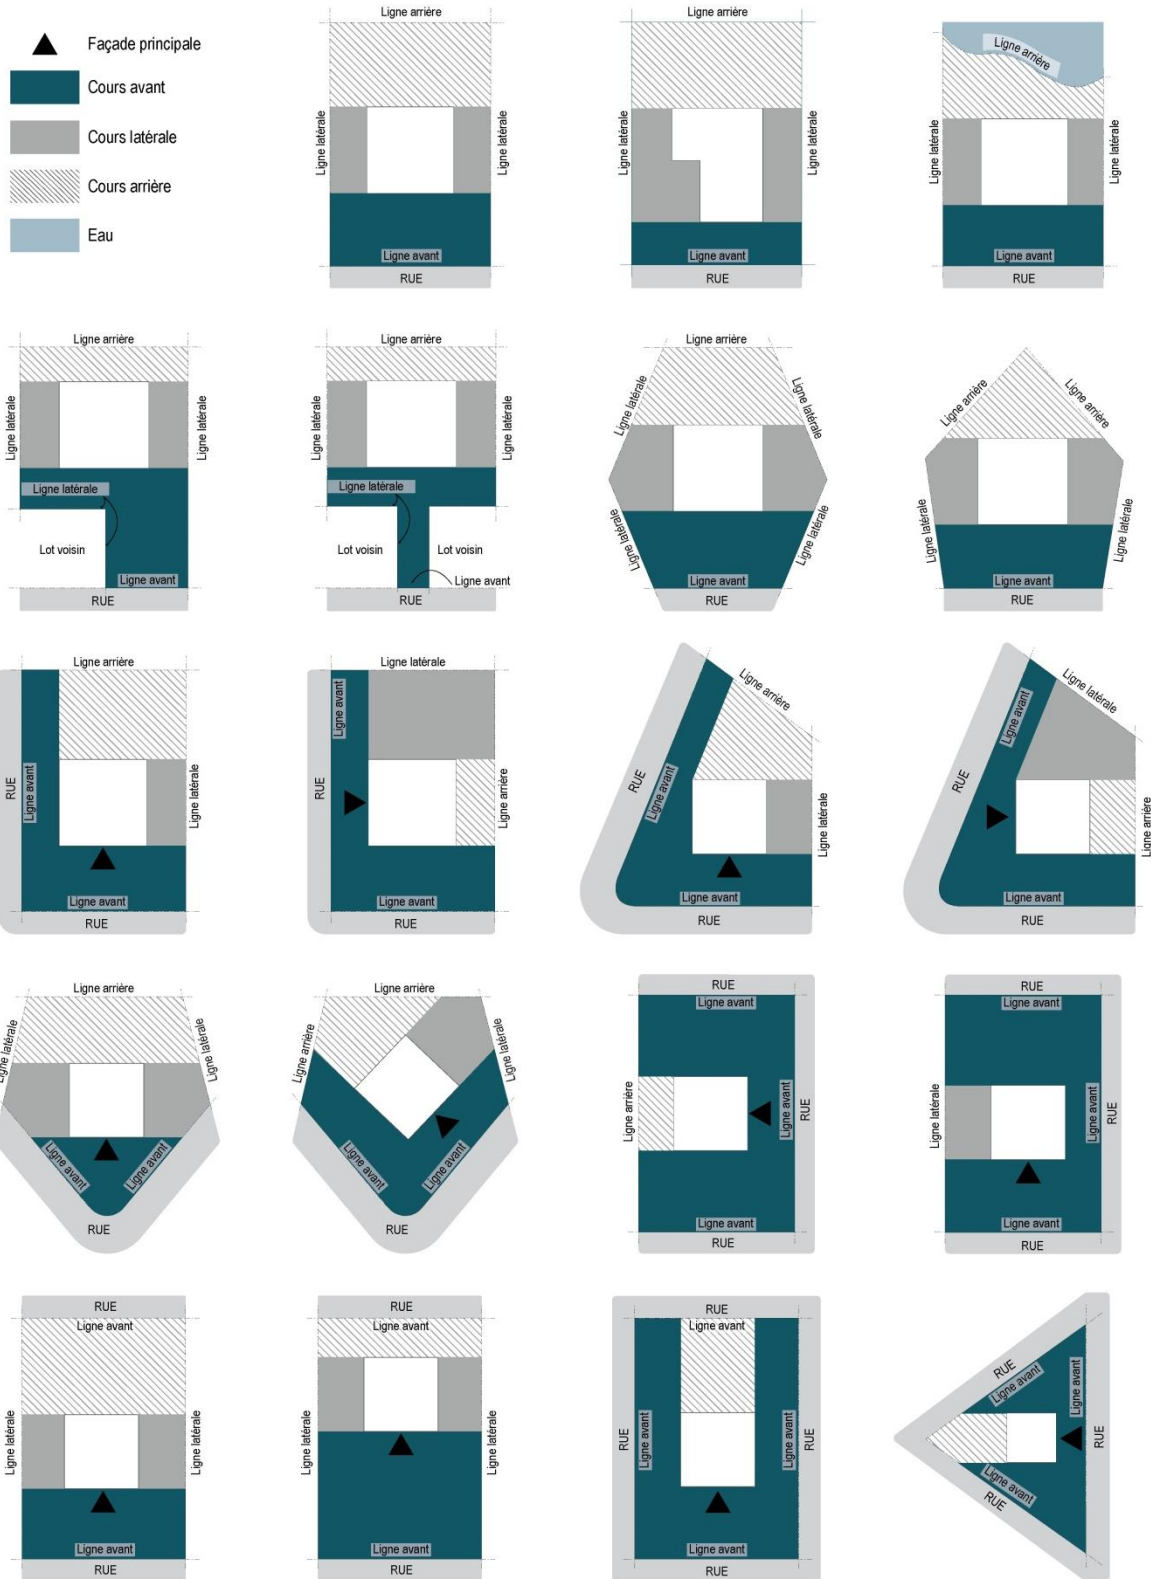 Façade principale
Cours avant
Cours latérale
Cours arrière
Eau
Ligne arrière
Ligne latérale
Ligne latérale
Ligne avant
RUE
Ligne arrière
Ligne latérale
Ligne latérale
Ligne avant
RUE
Ligne arrière
Ligne latérale
Ligne latérale
Ligne avant
RUE
Ligne arrière
Ligne latérale
Ligne latérale
Ligne latérale
Lot voisin
Ligne avant
RUE
Ligne arrière
Ligne latérale
Ligne latérale
Ligne latérale
Lot voisin
Lot voisin
Ligne avant
RUE
Ligne arrière
Ligne latérale
Ligne latérale
Ligne latérale
Ligne latérale
Ligne avant
RUE
Ligne arrière
Ligne arrière
Ligne latérale
Ligne latérale
Ligne avant
RUE
Ligne arrière
RUE
Ligne avant
Ligne latérale
Ligne avant
RUE
Ligne latérale
Ligne avant
RUE
Ligne arrière
Ligne avant
RUE
Ligne arrière
RUE
Ligne avant
Ligne latérale
Ligne avant
RUE
Ligne latérale
Ligne avant
RUE
Ligne arrière
Ligne avant
RUE
Ligne arrière
Ligne latérale
Ligne latérale
Ligne avant
Ligne avant
RUE
Ligne arrière
Ligne arrière
Ligne latérale
Ligne avant
Ligne avant
RUE
RUE
Ligne avant
Ligne arrière
Ligne avant
RUE
Ligne avant
RUE
RUE
Ligne avant
Ligne latérale
Ligne avant
RUE
Ligne avant
RUE
RUE
Ligne avant
Ligne latérale
Ligne latérale
Ligne avant
RUE
RUE
Ligne avant
Ligne latérale
Ligne latérale
Ligne avant
RUE
RUE
Ligne avant
RUE
Ligne avant
Ligne avant
RUE
Ligne avant
RUE
RUE
Ligne avant
Ligne avant
RUE
Ligne avant
RUE